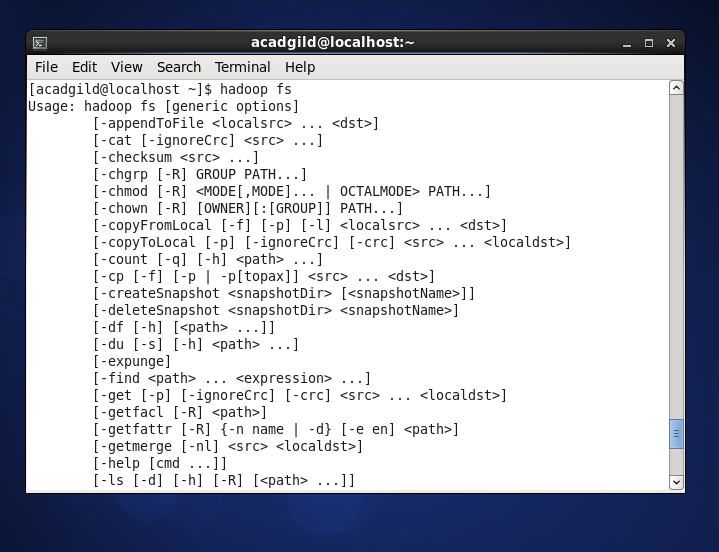 acadgild@localhost:~
File Edit View Search Terminal Help
[acadgild@localhost ~]$ hadoop fs
Usage: hadoop fs [generic options]
[-appendToFile <localsrc> ... <dst>]
[-cat [-ignoreCrc] <src> ...]
[-checksum <src> ...]
[-chgrp [-R] GROUP PATH...]
[-chmod [-R] <MODE[,MODE]... | OCTALMODE> PATH...]
[-chown [-R] [OWNER][:[GROUP]] PATH...]
[-copyFromLocal [-f] [-p] [-l] <localsrc> ... <dst>]
[-copyToLocal [-p] [-ignoreCrc] [-crc] <src> ... <localdst>]
[-count [-q] [-h] <path> ...]
[-cp [-f] [-p | -p[topax]] <src> ... <dst>]
[-createSnapshot <snapshotDir> [<snapshotName>]]
[-deleteSnapshot <snapshotDir> <snapshotName>]
[-df [-h] [<path> ...]]
[-du [-s] [-h] <path> ...]
[-expunge]
[-find <path> ... <expression> ...]
[-get [-p] [-ignoreCrc] [-crc] <src> ... <localdst>]
[-getfacl [-R] <path>]
[-getfattr [-R] {-n name | -d} [-e en] <path>]
[-getmerge [-nl] <src> <localdst>]
[-help [cmd ...]]
[-ls [-d] [-h] [-R] [<path> ...]]